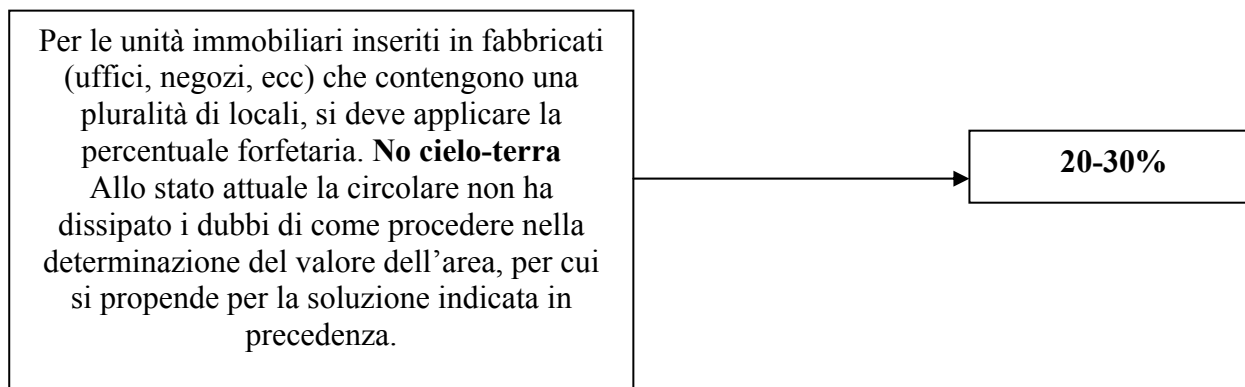 Per le unità immobiliari inseriti in fabbricati
(uffici, negozi, ecc) che contengono una
pluralità di locali, si deve applicare la
percentuale forfetaria. No cielo-terra
Allo stato attuale la circolare non ha
dissipato i dubbi di come procedere nella
determinazione del valore dell’area, per cui
si propende per la soluzione indicata in
precedenza.
20-30%